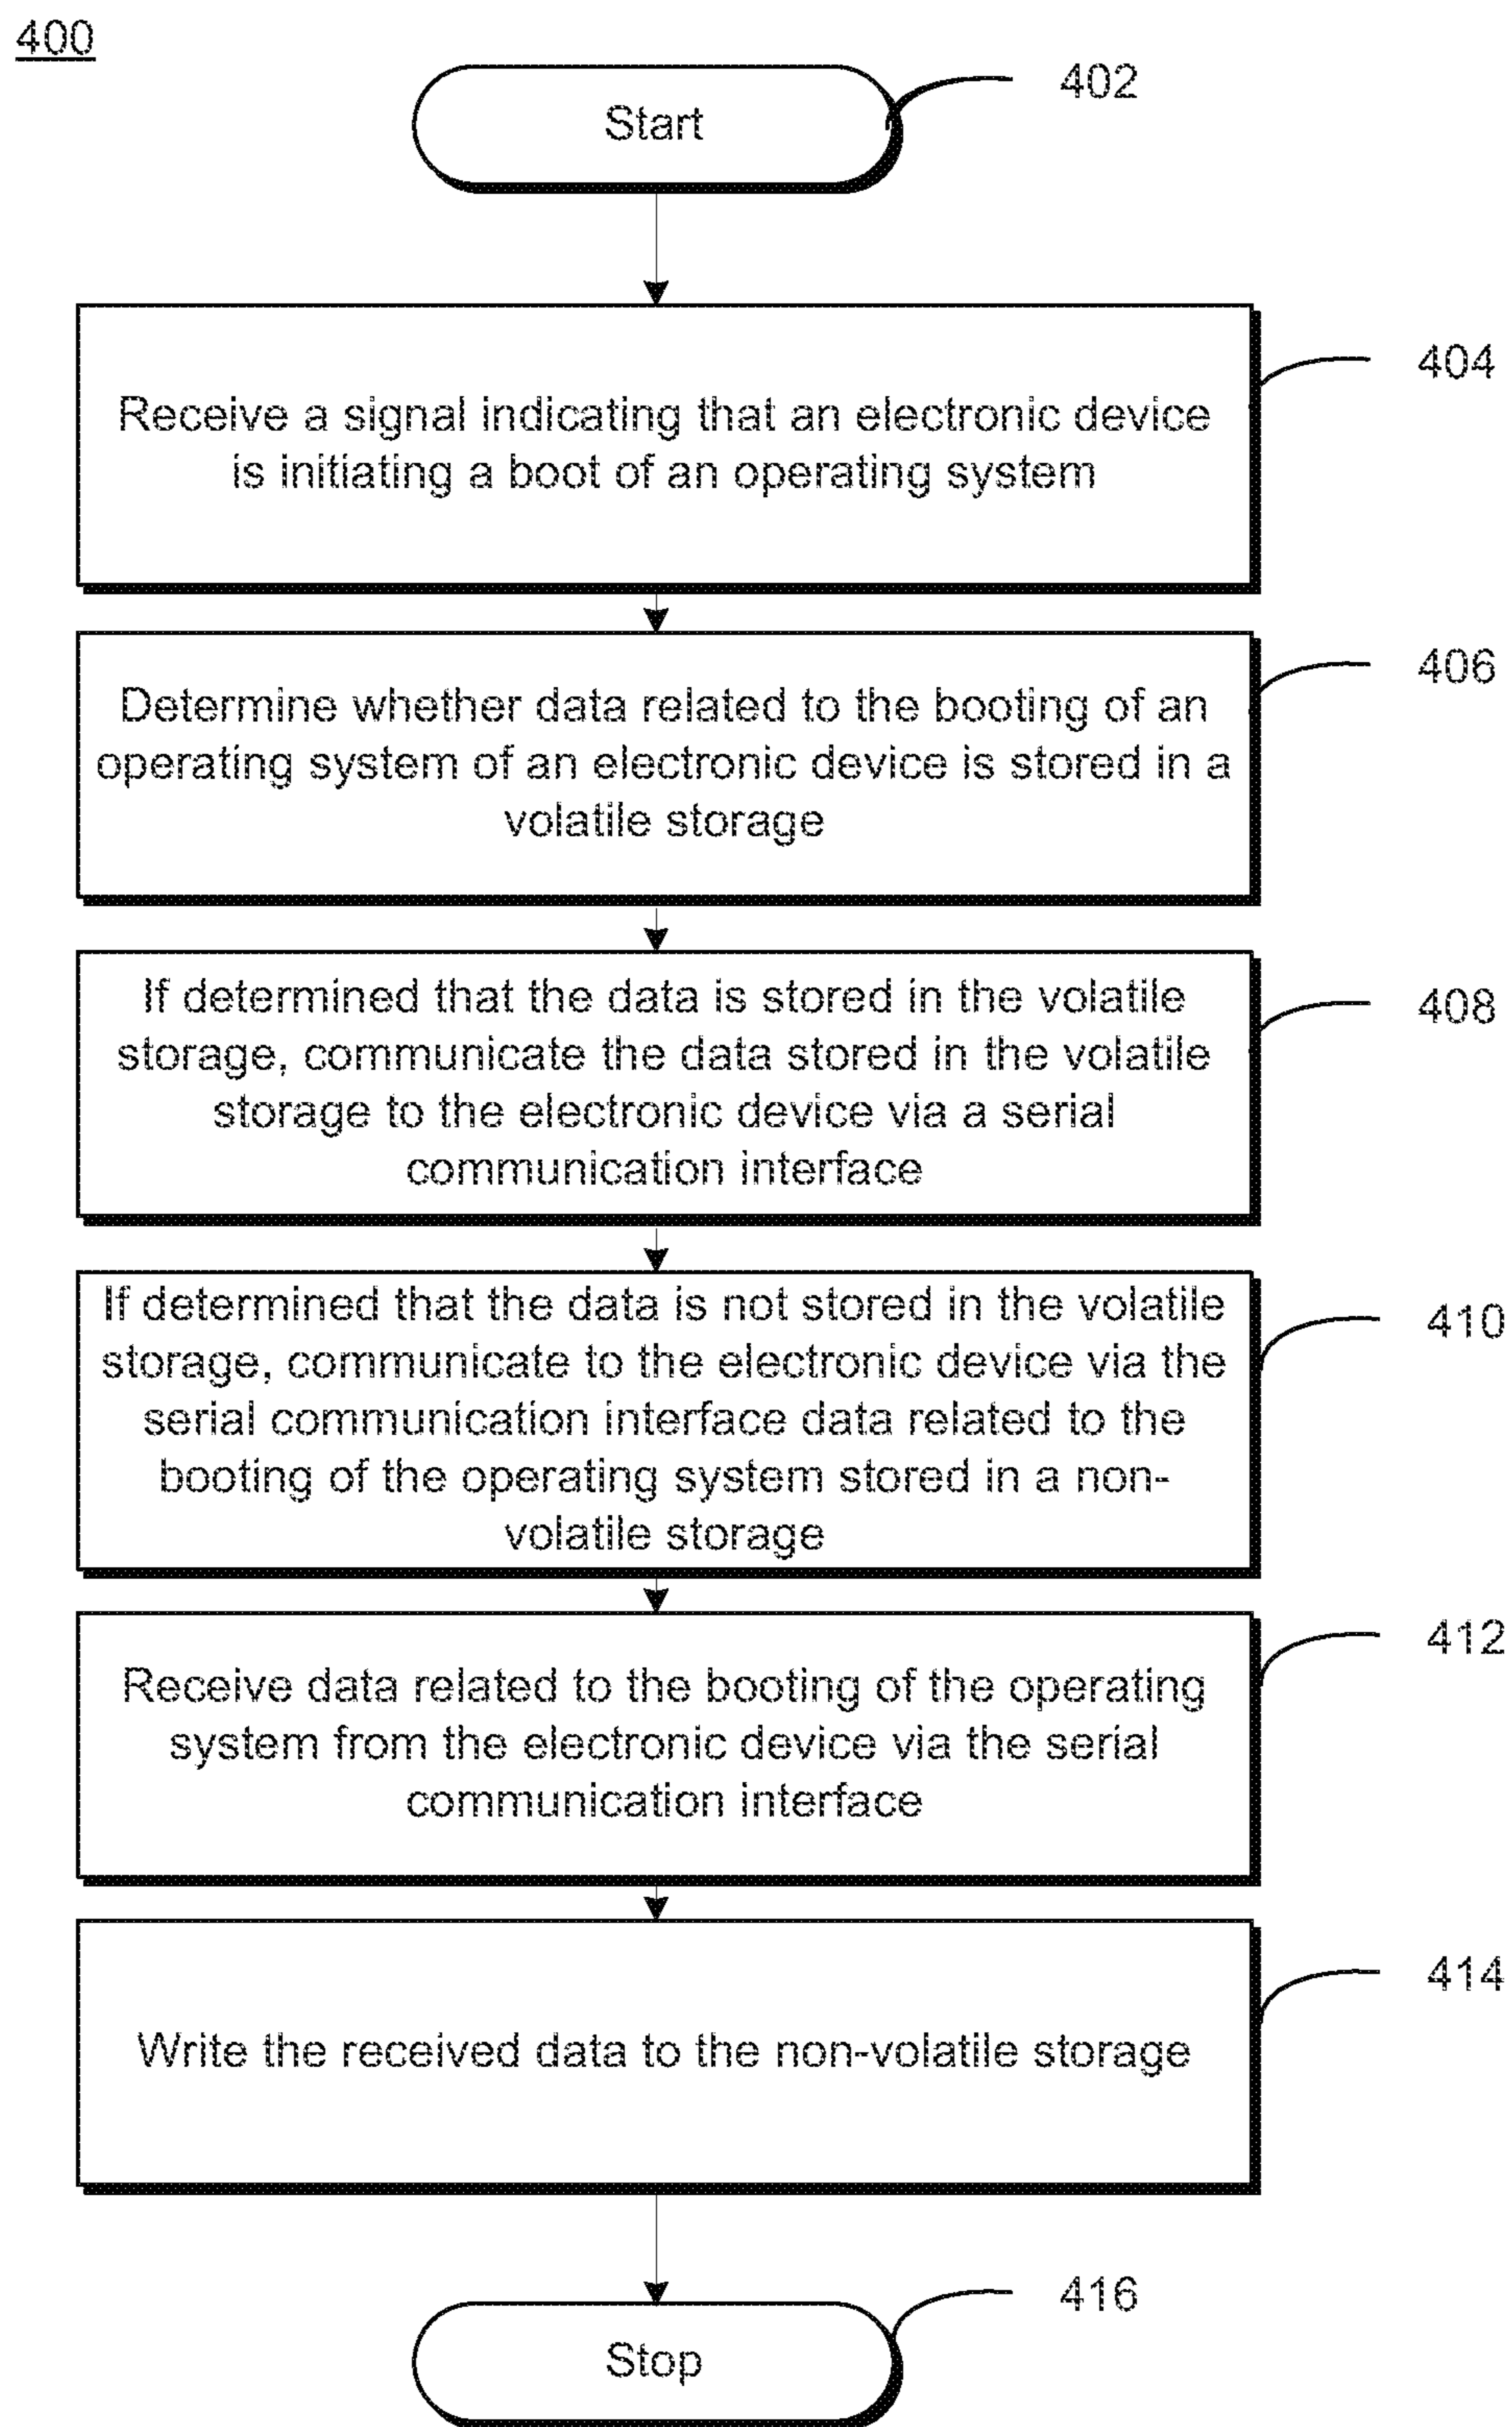 400
Start
402
Receive a signal indicating that an electronic device
is initiating a boot of an operating system
404
Determine whether data related to the booting of an
operating system of an electronic device is stored in a
volatile storage
406
If determined that the data is stored in the volatile
storage, communicate the data stored in the volatile
storage to the electronic device via a serial
communication interface
408
If determined that the data is not stored in the volatile
storage, communicate to the electronic device via the
serial communication interface data related to the
booting of the operating system stored in a non-
volatile storage
410
Receive data related to the booting of the operating
system from the electronic device via the serial
communication interface
412
Write the received data to the non-volatile storage
414
Stop
416